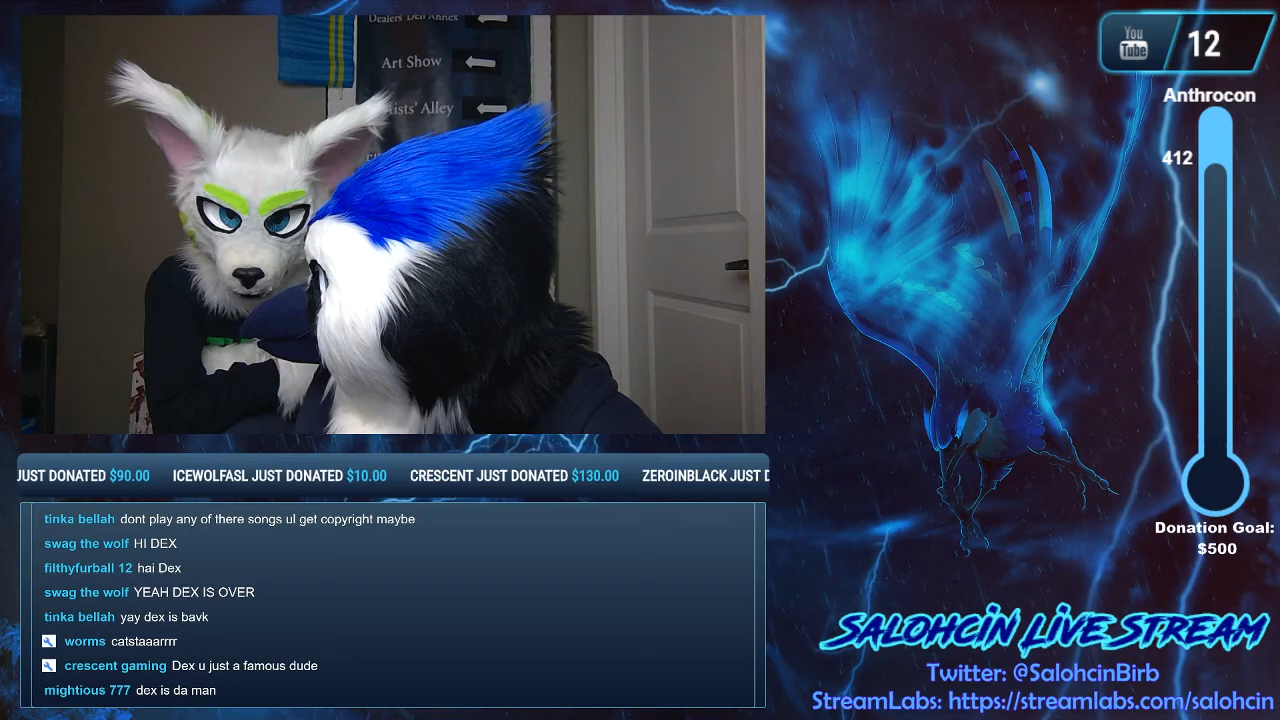 Dealers' Den Annex
Art Show
Artists' Alley
You
Tube
12
Anthrocon
412
JUST DONATED $90.00 ICEWOLFASL JUST DONATED $10.00 CRESCENT JUST DONATED $130.00 ZEROINBLACK JUST
tinka bellah dont play any of there songs ul get copyright maybe
swag the wolf HI DEX
filthyfurball 12 hai Dex
swag the wolf YEAH DEX IS OVER
tinka bellah yay dex is bavk
worms catstaaarrrr
crescent gaming Dex u just a famous dude
mightious 777 dex is da man
Donation Goal:
$500
SALOHCIN LIVE STREAM
Twitter: @SalohcinBirb
StreamLabs: https://streamlabs.com/salohcin